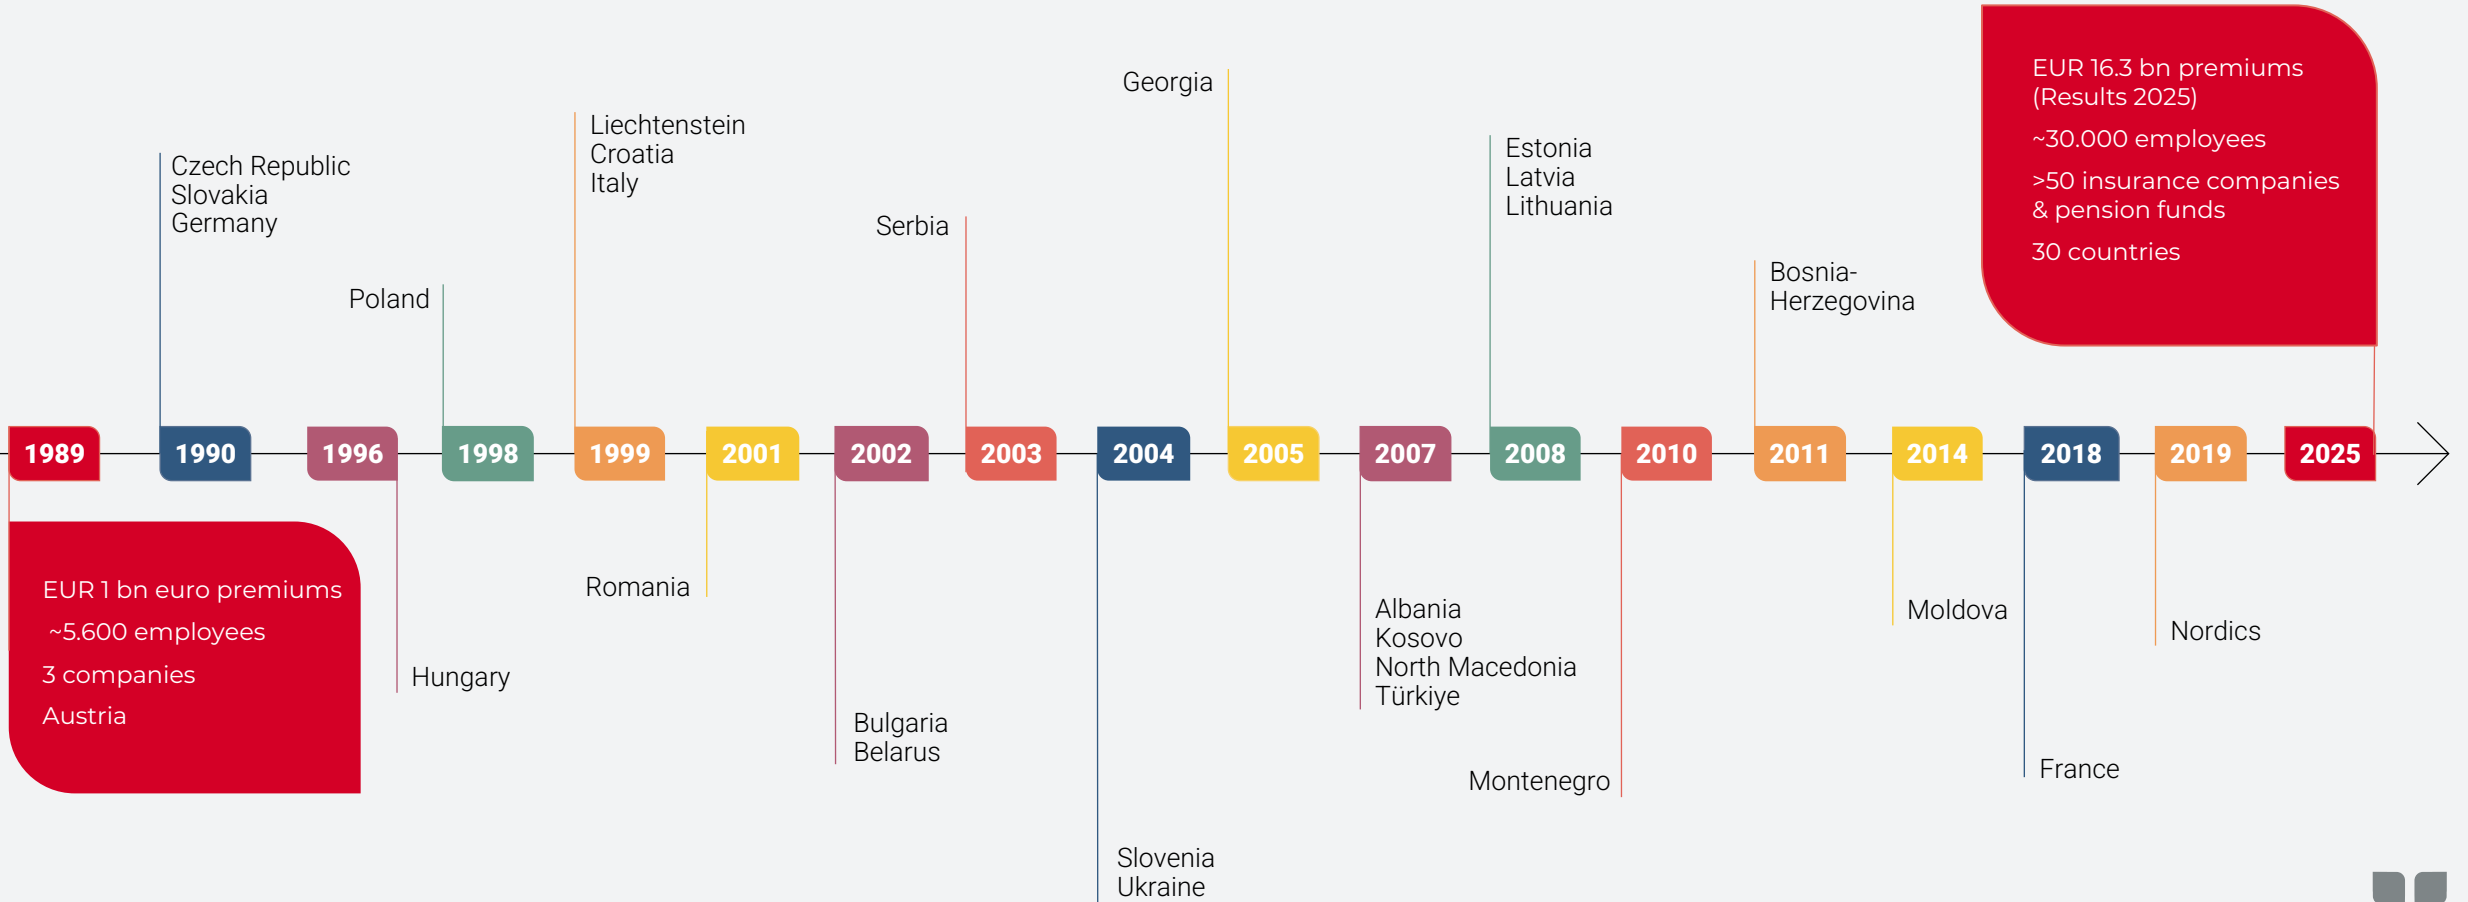 Georgia
EUR 16.3 bn premiums
(Results 2025)
~30.000 employees
>50 insurance companies
& pension funds
30 countries
Liechtenstein
Croatia
Italy
Estonia
Latvia
Lithuania
Czech Republic
Slovakia
Germany
Serbia
Poland
Bosnia-
Herzegovina
1989
1990
1996
1998
1999
2001
2002
2003
2004
2005
2007
2008
2010
2011
2014
2018
2019
2025
EUR 1 bn euro premiums
~5.600 employees
3 companies
Austria
Hungary
Romania
Bulgaria
Belarus
Slovenia
Ukraine
Albania
Kosovo
North Macedonia
Türkiye
Montenegro
Moldova
France
Nordics